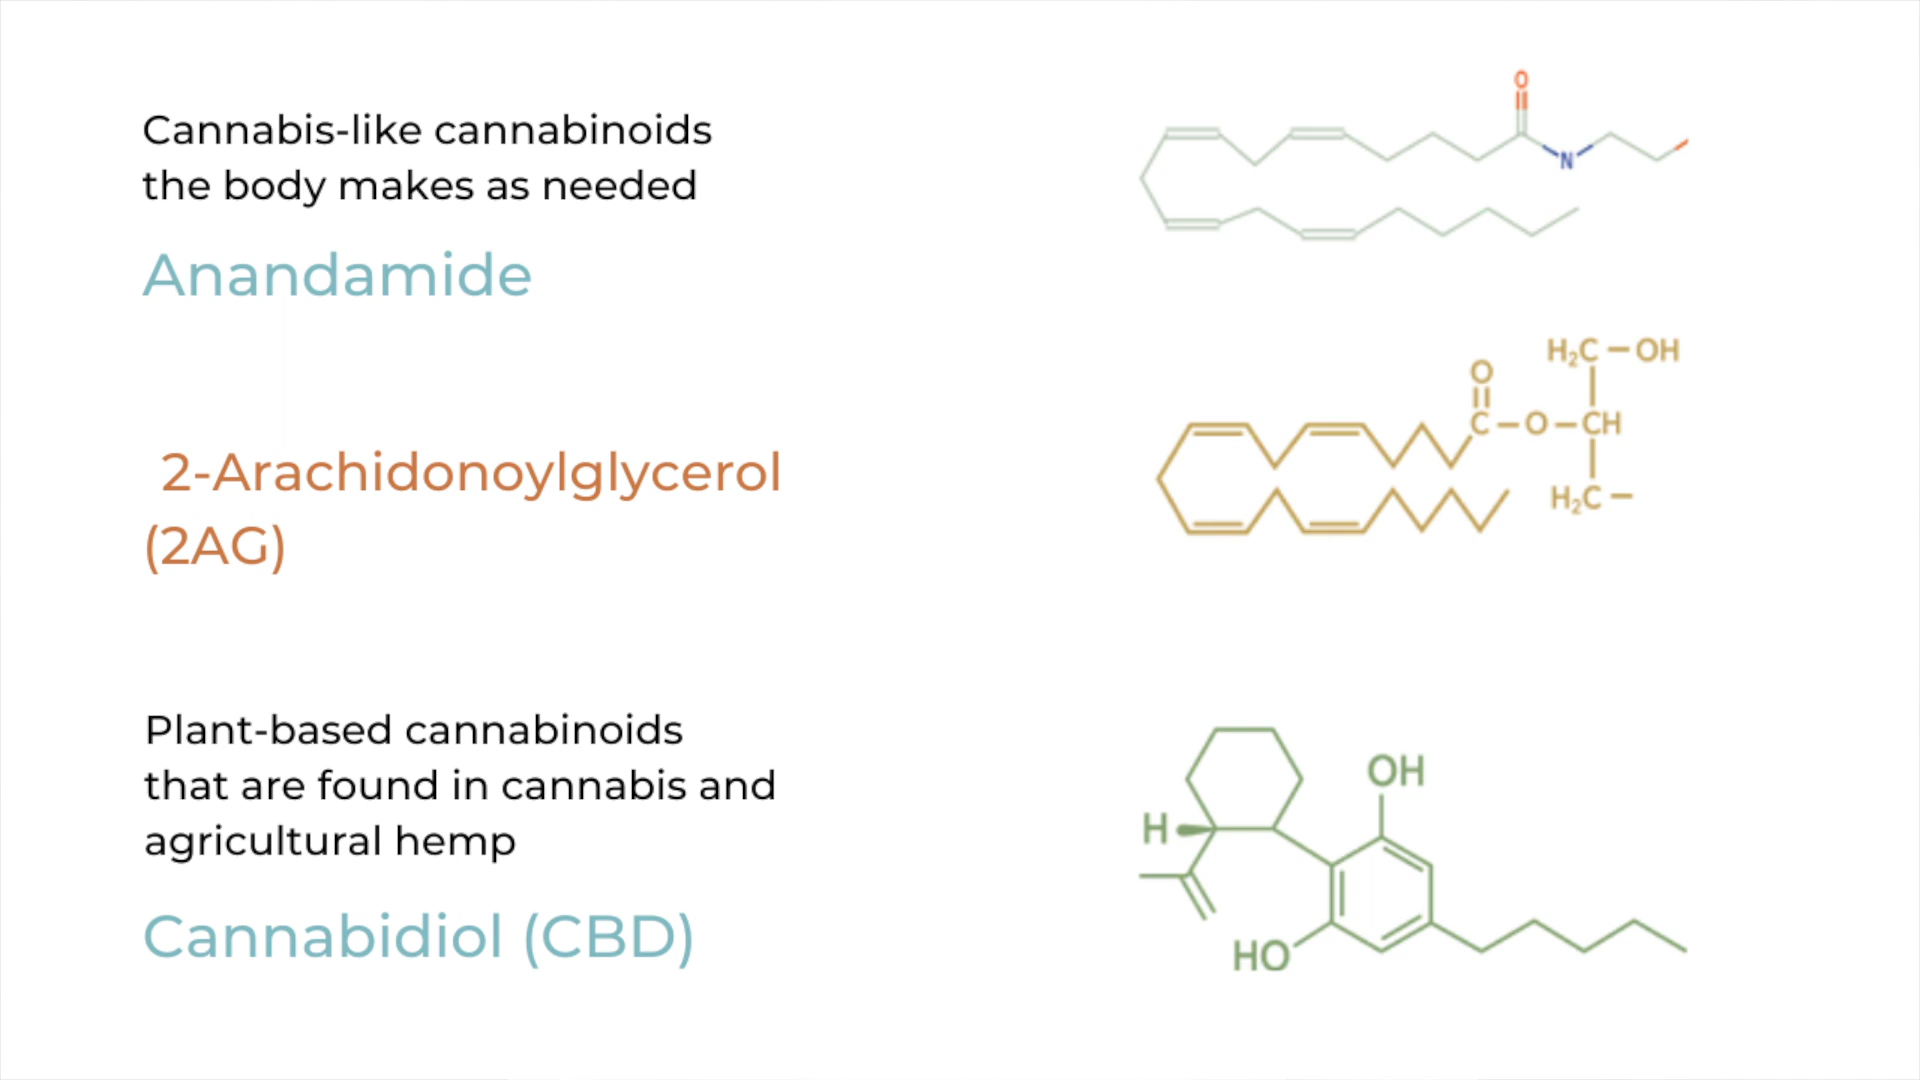 Cannabis-like cannabinoids
the body makes as needed
Anandamide
O
N
2-Arachidonoylglycerol
(2AG)
H₂C – OH
O
C – O – CH
H₂C –
Plant-based cannabinoids
that are found in cannabis and
agricultural hemp
Cannabidiol (CBD)
OH
H
HO